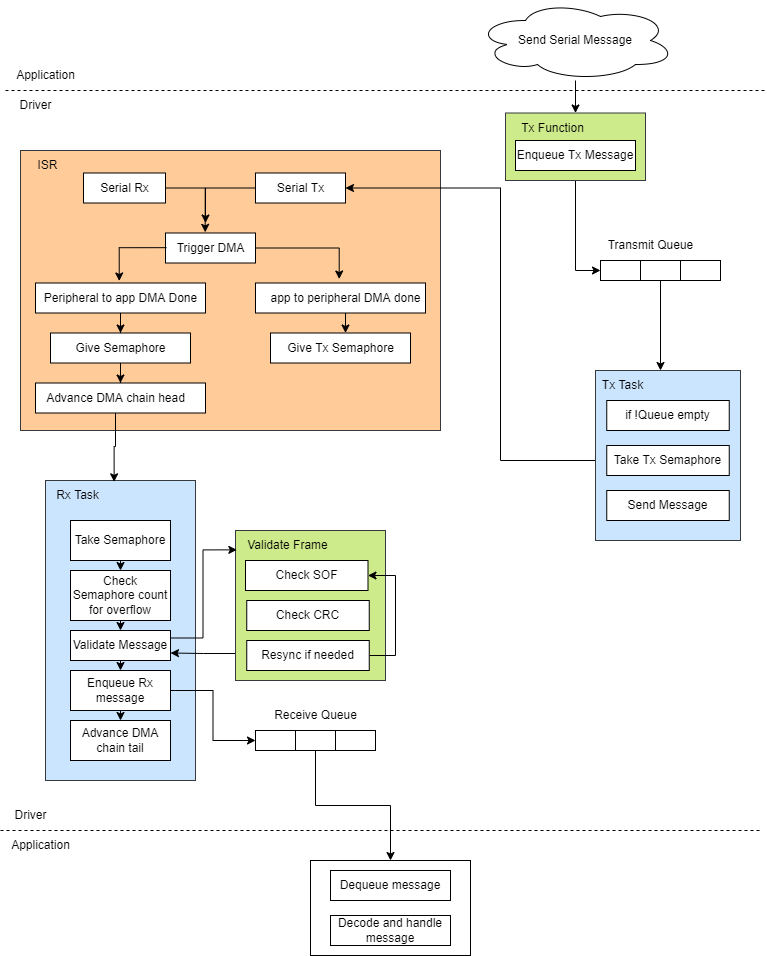 Send Serial Message
Application
Driver
Tx Function
Enqueue Tx Message
ISR
Serial Rx
Serial Tx
Trigger DMA
Peripheral to app DMA Done
app to peripheral DMA done
Give Semaphore
Give Tx Semaphore
Advance DMA chain head
Transmit Queue
Tx Task
if !Queue empty
Take Tx Semaphore
Send Message
Rx Task
Take Semaphore
Check
Semaphore count
for overflow
Validate Message
Enqueue Rx
message
Advance DMA
chain tail
Validate Frame
Check SOF
Check CRC
Resync if needed
Receive Queue
Driver
Application
Dequeue message
Decode and handle
message